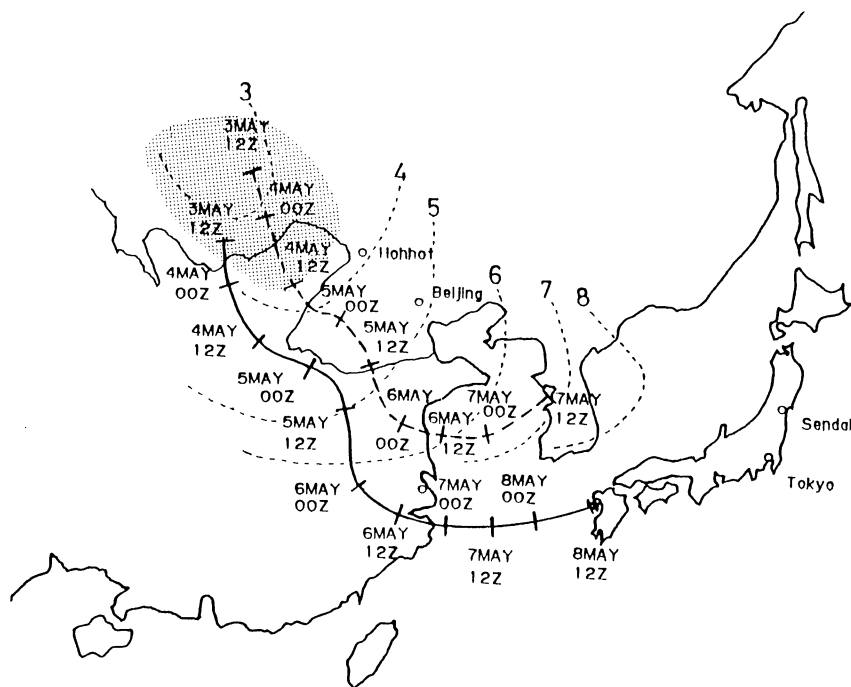 3
3MAY
12Z
4
4MAY
00Z
5
3MAY
12Z
4MAY
12Z
Hohhot
4MAY
00Z
6
5MAY
00Z
Beijing
7
8
4MAY
12Z
5MAY
12Z
5MAY
00Z
6MAY
00Z
7MAY
00Z
7MAY
12Z
5MAY
12Z
6MAY
12Z
Sendai
6MAY
00Z
7MAY
00Z
8MAY
00Z
Tokyo
6MAY
12Z
7MAY
12Z
8MAY
12Z